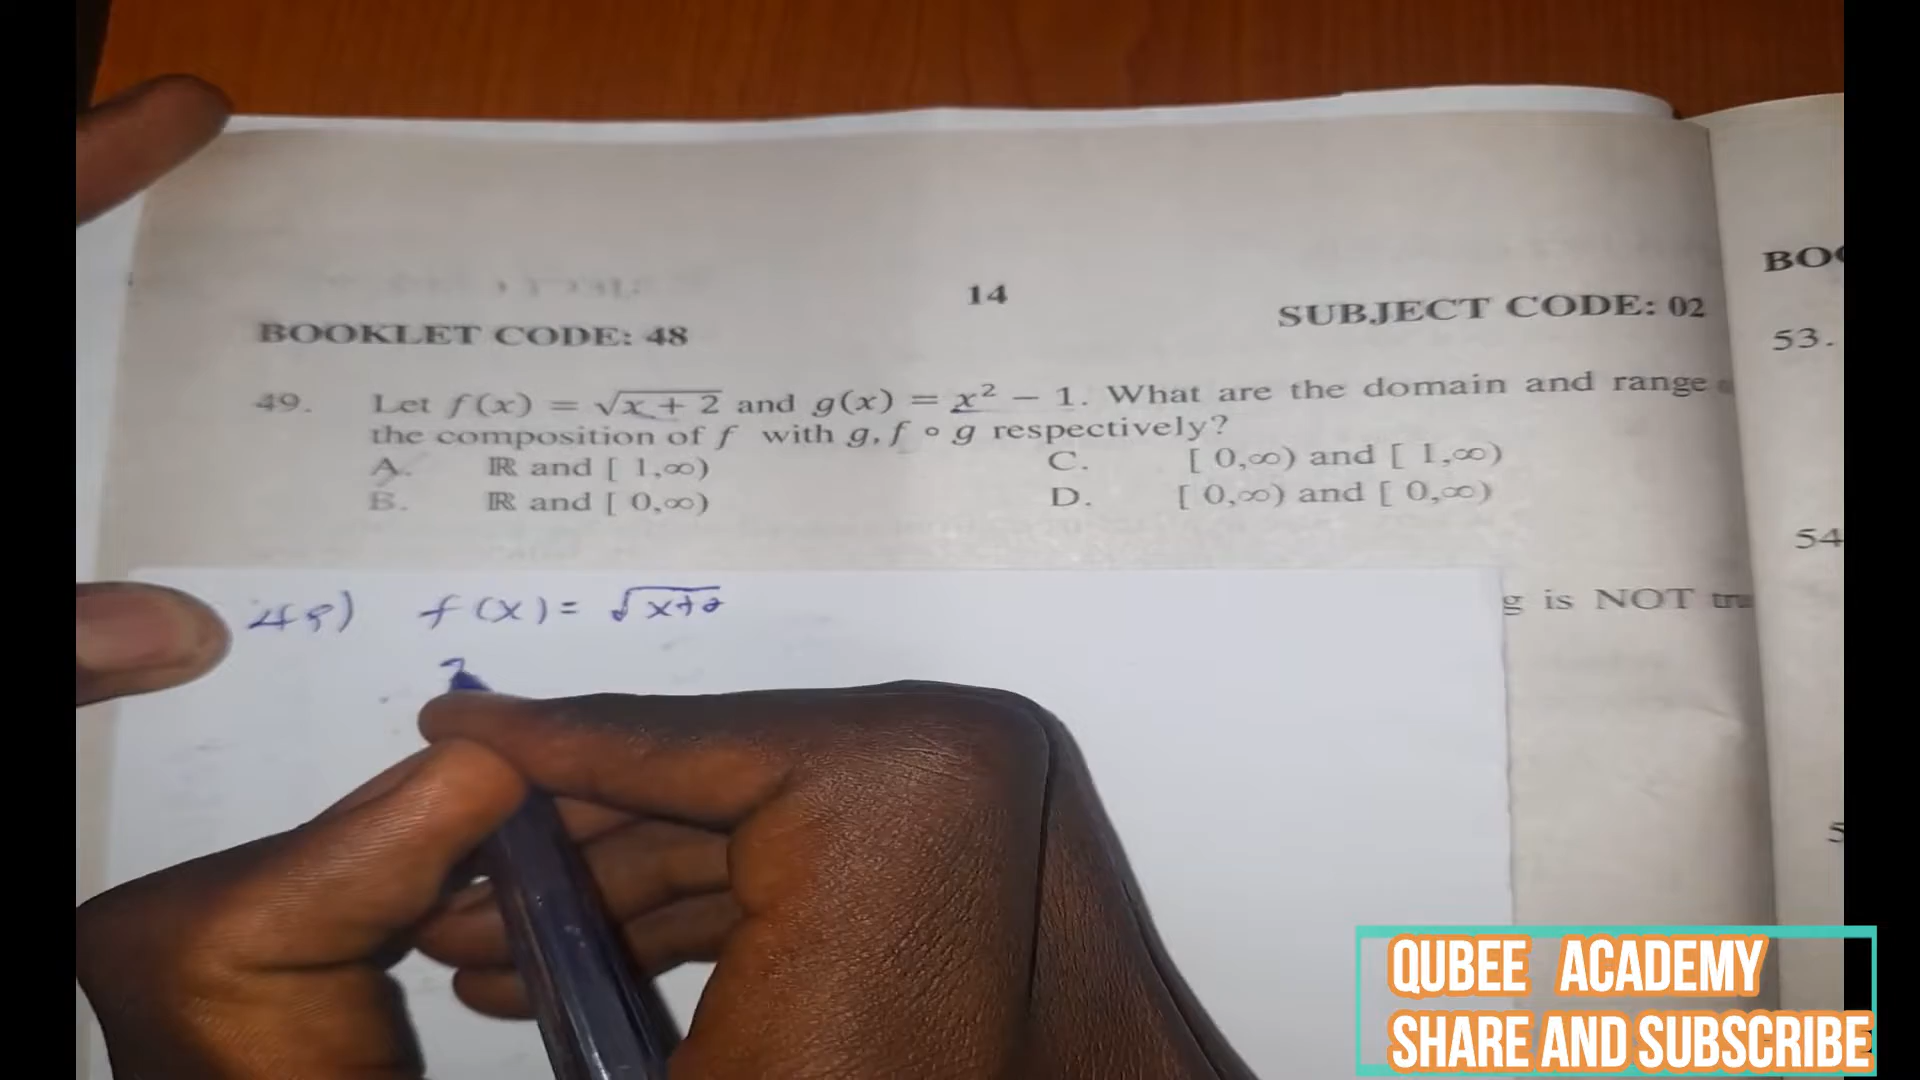 14
BOOKLET CODE: 48
SUBJECT CODE: 02
49. Let f(x) = √x + 2 and g(x) = x² − 1. What are the domain and range
the composition of f with g, f ∘ g respectively?
A. ℝ and [ 1,∞)
C. [ 0,∞) and [ 1,∞)
B. ℝ and [ 0,∞)
D. [ 0,∞) and [ 0,∞)
g is NOT
49) f(x) = √x+2
53.
54
QUBEE ACADEMY
SHARE AND SUBSCRIBE